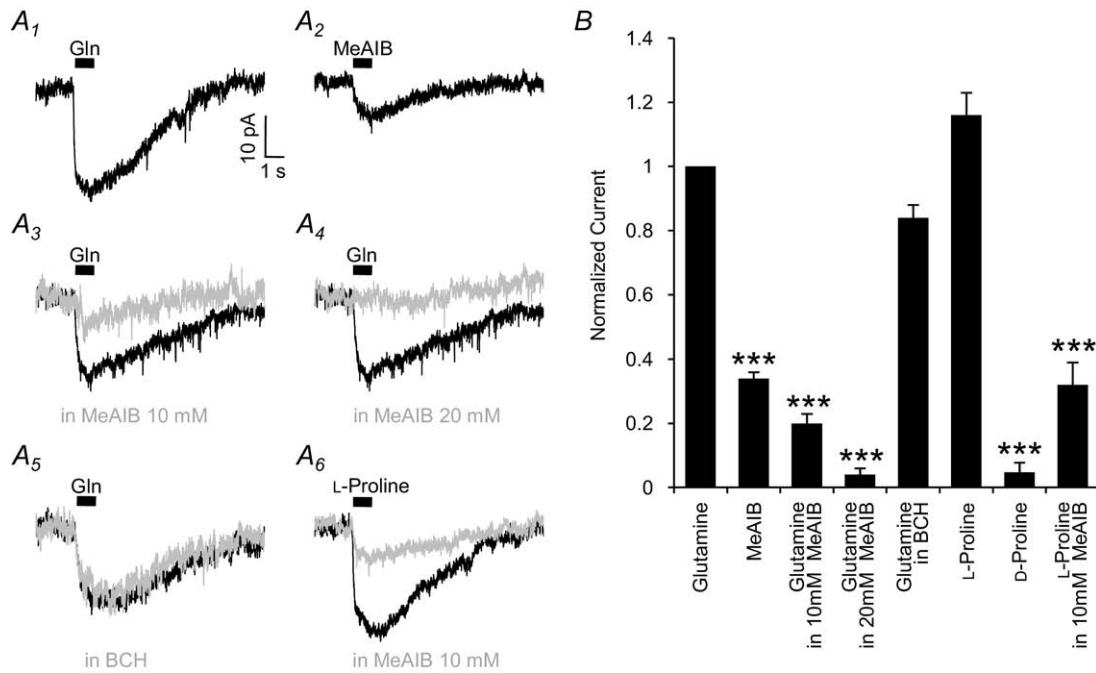 A1
Gln
10 pA
1 s
A2
MeAIB
A3
Gln
in MeAIB 10 mM
A4
Gln
in MeAIB 20 mM
A5
Gln
in BCH
A6
L-Proline
in MeAIB 10 mM
B
Normalized Current
1.4
1.2
1
0.8
0.6
0.4
0.2
0
***
***
***
***
***
Glutamine
MeAIB
Glutamine
in 10mM MeAIB
Glutamine
in 20mM MeAIB
Glutamine
in BCH
L-Proline
D-Proline
L-Proline
in 10mM MeAIB